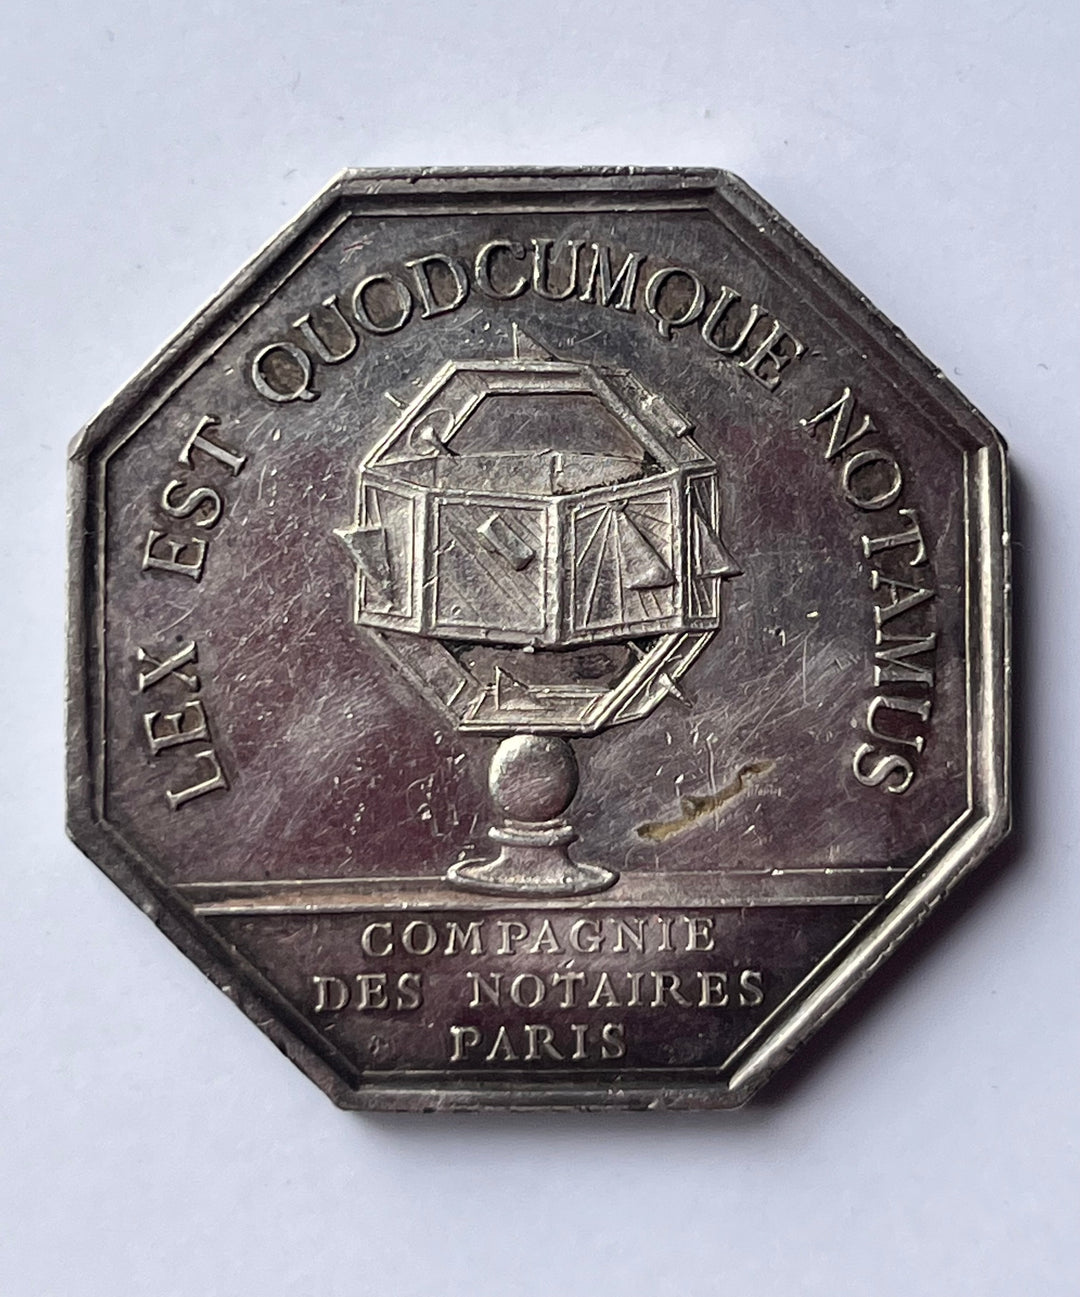 LEX EST QUODCUMQUE NOTAMUS
COMPAGNIE
DES NOTAIRES
PARIS